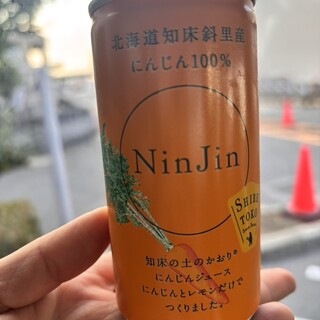 北海道知床斜里産
にんじん100%
NinJin
SHIRE
TOKO
知床の土のかおり®
にんじんジュース
にんじんとレモンだけで
つくりました。